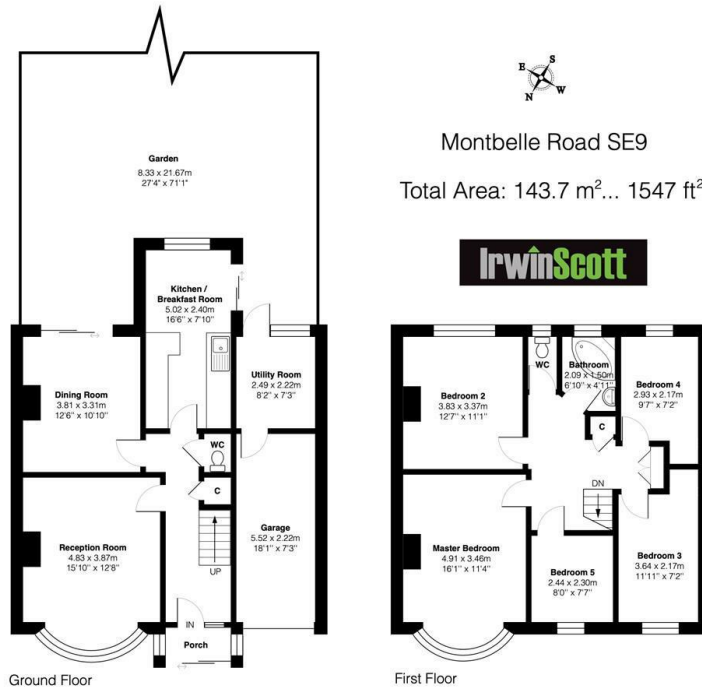 E S
N W
Montbelle Road SE9
Total Area: 143.7 m²... 1547 ft²
IrwinScott
Garden
8.33 x 21.67m
27'4" x 71'1"
Kitchen /
Breakfast Room
5.02 x 2.40m
16'6'' x 7'10''
Utility Room
2.49 x 2.22m
8'2'' x 7'3''
Dining Room
3.81 x 3.31m
12'6'' x 10'10''
WC
C
Reception Room
4.83 x 3.87m
15'10'' x 12'8''
UP
Garage
5.52 x 2.22m
18'1'' x 7'3''
IN
Porch
Ground Floor
Bedroom 2
3.83 x 3.37m
12'7'' x 11'1''
WC
Bathroom
2.09 x 1.50m
6'10'' x 4'11''
Bedroom 4
2.93 x 2.17m
9'7'' x 7'2''
C
DN
Master Bedroom
4.91 x 3.46m
16'1'' x 11'4''
Bedroom 5
2.44 x 2.30m
8'0'' x 7'7''
Bedroom 3
3.64 x 2.17m
11'11'' x 7'2''
First Floor